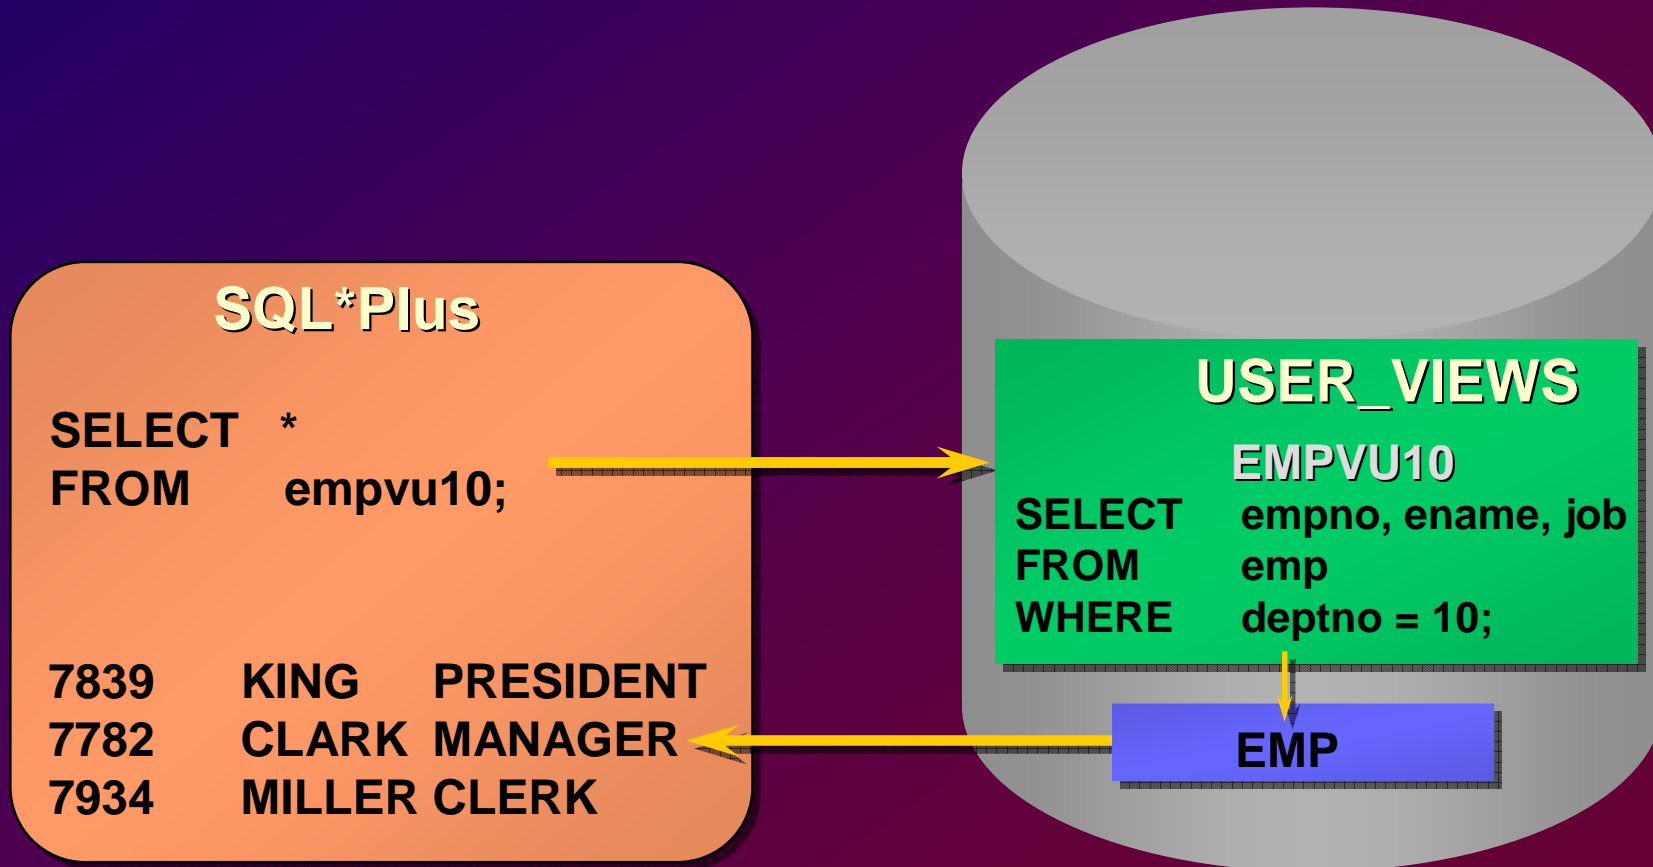 SQL*Plus
SELECT *
FROM empvu10;
7839 KING PRESIDENT
7782 CLARK MANAGER
7934 MILLER CLERK
USER_VIEWS
EMPVU10
SELECT empno, ename, job
FROM emp
WHERE deptno = 10;
EMP